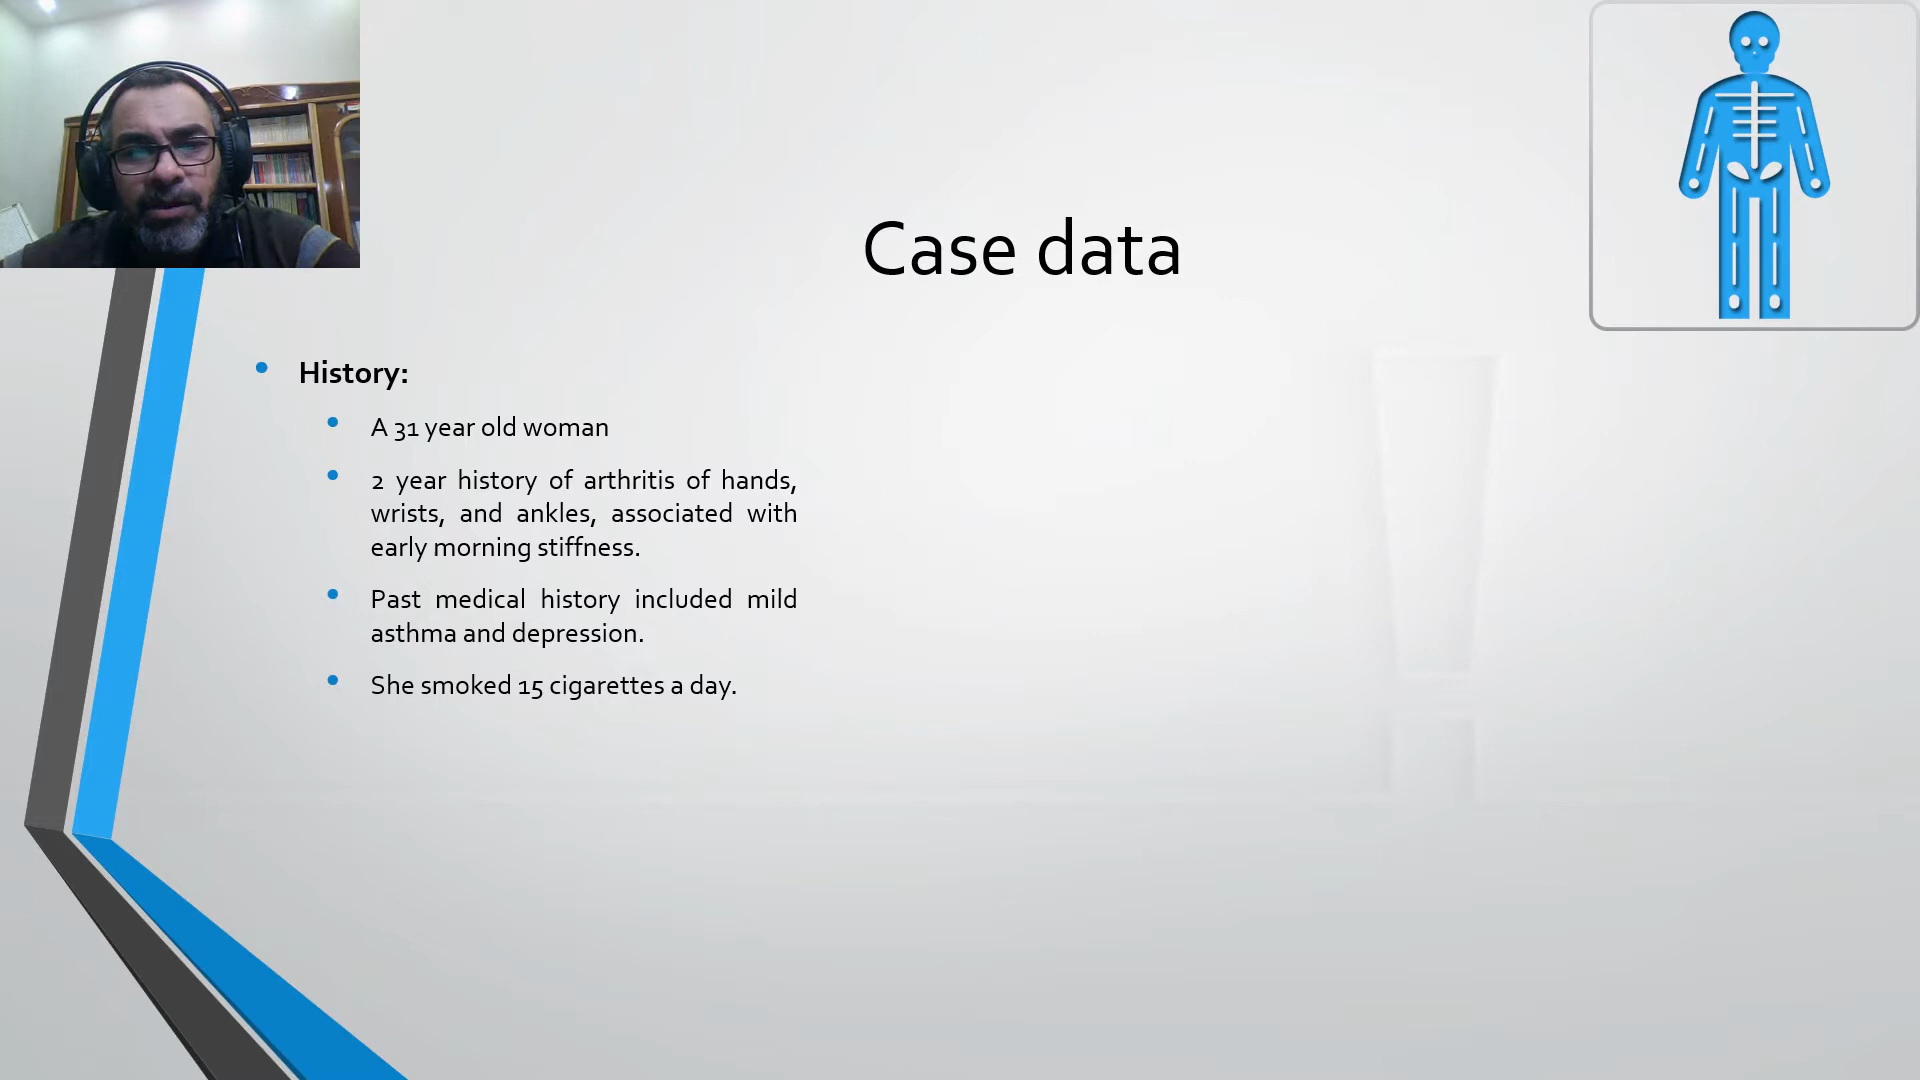 Case data
History:
A 31 year old woman
2 year history of arthritis of hands,
wrists, and ankles, associated with
early morning stiffness.
Past medical history included mild
asthma and depression.
She smoked 15 cigarettes a day.